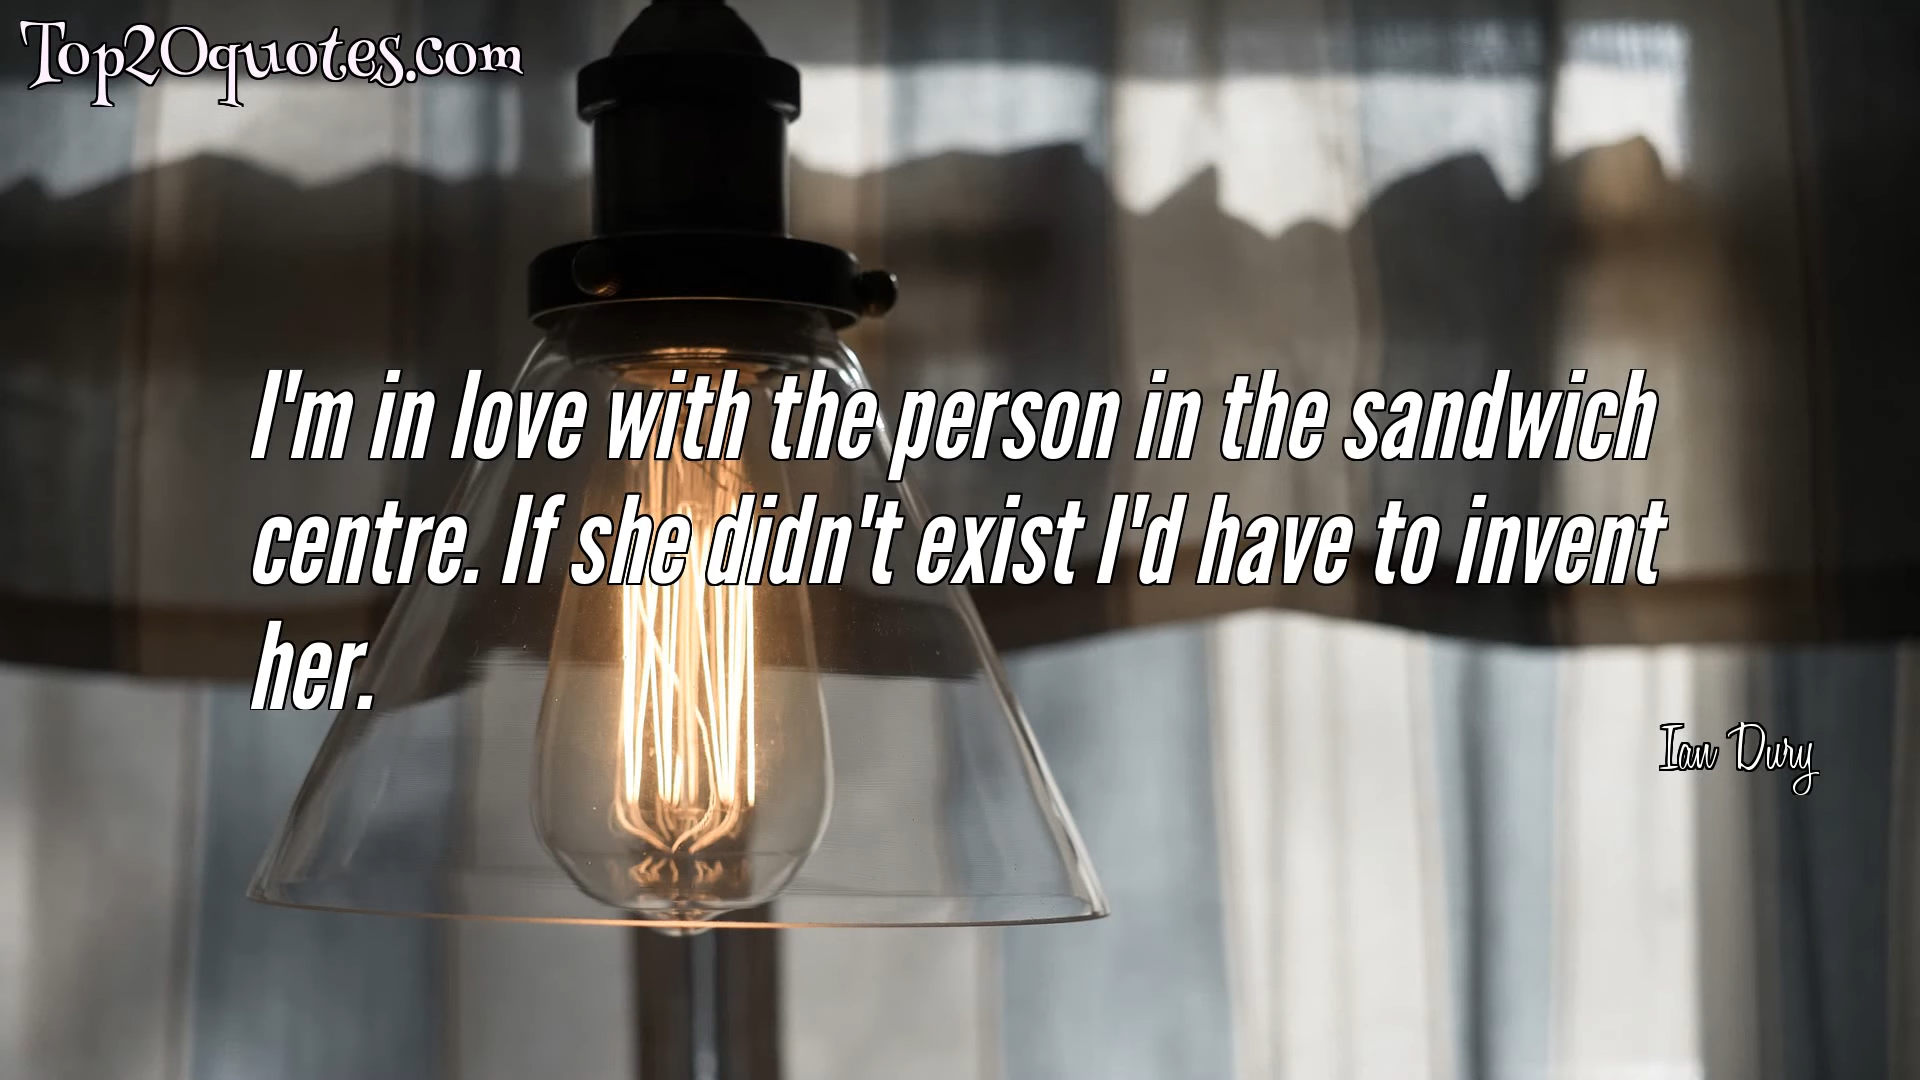 Top20quotes.com
I'm in love with the person in the sandwich
centre. If she didn't exist I'd have to invent
her.
Ian Dury